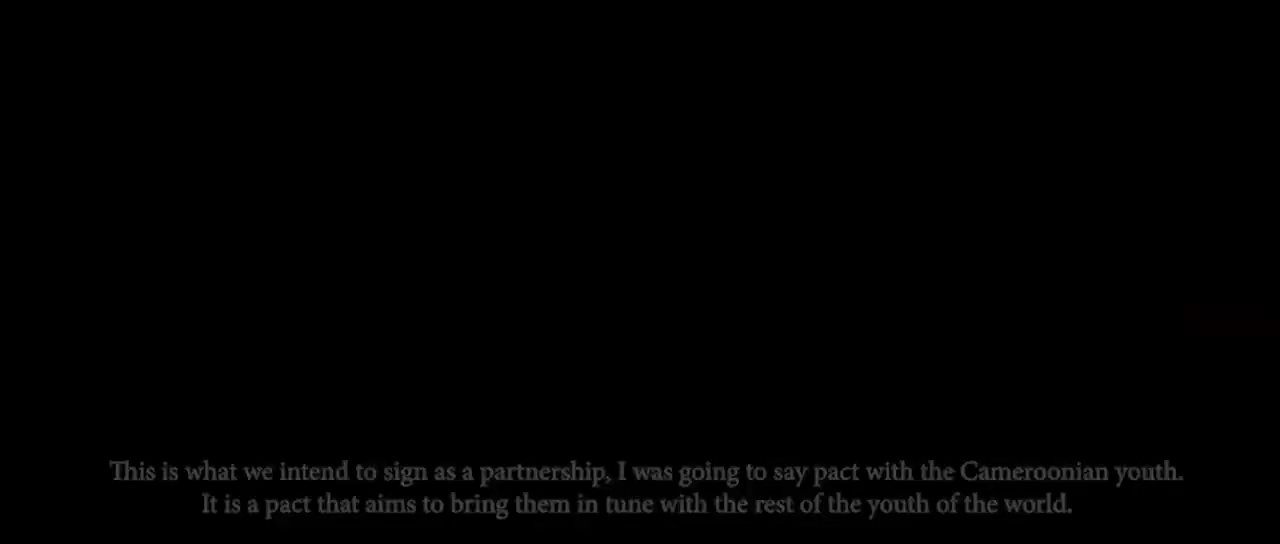 This is what we intend to sign as a partnership, I was going to say pact with the Cameroonian youth.
It is a pact that aims to bring them in tune with the rest of the youth of the world.